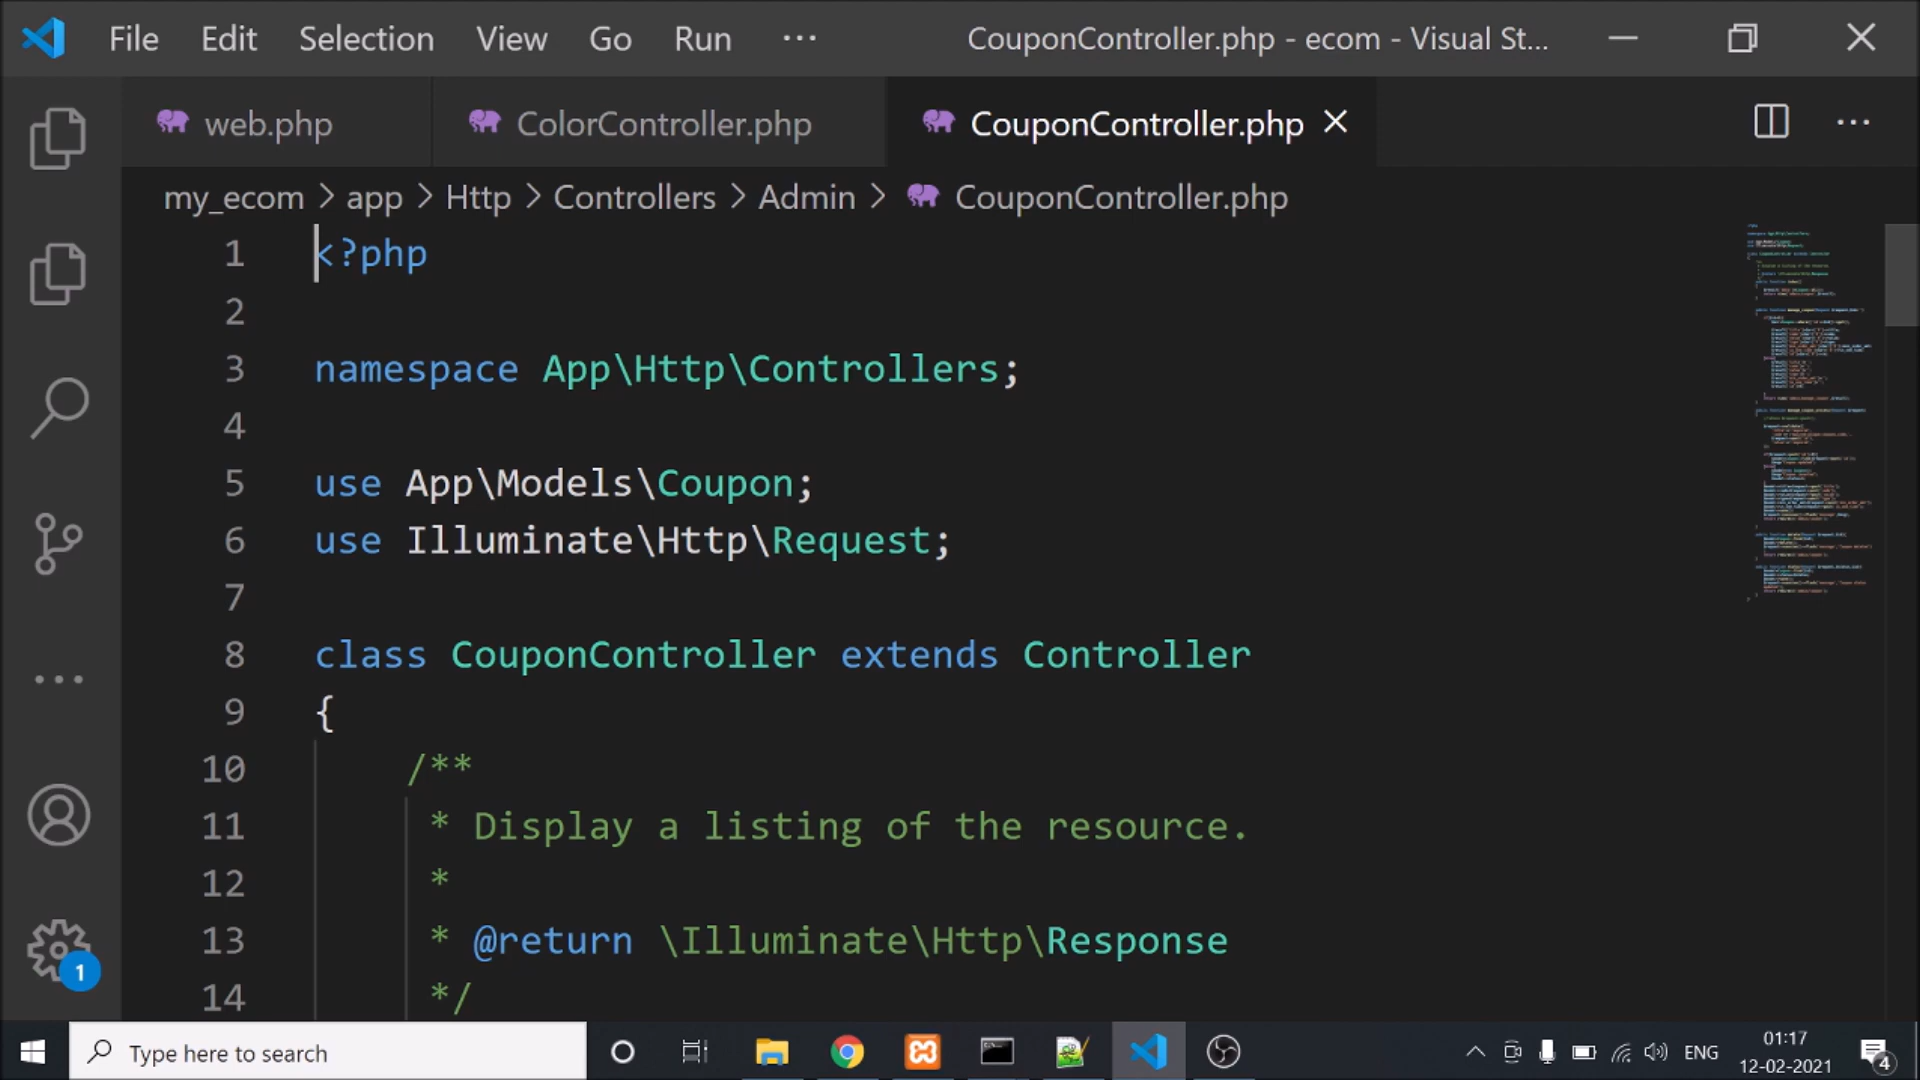 File Edit Selection View Go Run ··· CouponController.php - ecom - Visual St...
web.php ColorController.php CouponController.php
my_ecom > app > Http > Controllers > Admin > CouponController.php
1 <?php
2
3 namespace App\Http\Controllers;
4
5 use App\Models\Coupon;
6 use Illuminate\Http\Request;
7
8 class CouponController extends Controller
9 {
10 /**
11 * Display a listing of the resource.
12 *
13 * @return \Illuminate\Http\Response
14 */
1
Type here to search
ENG
01:17
12-02-2021
4